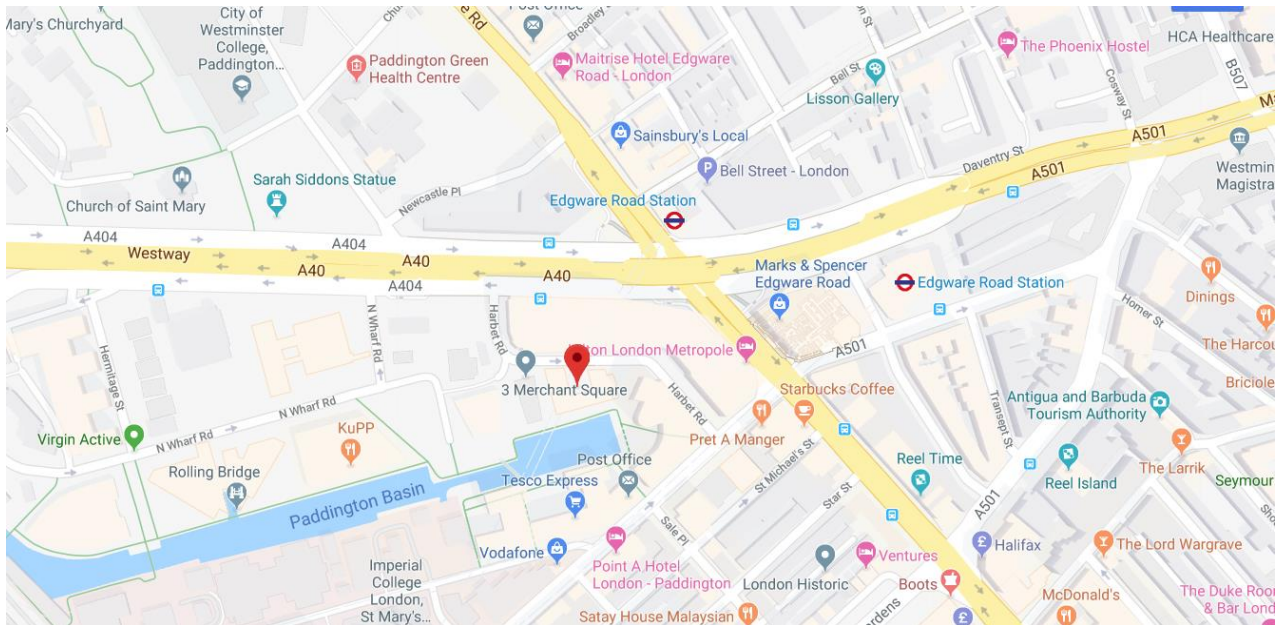 Mary's Churchyard
City of
Westminster
College,
Paddington...
Post Office
Broadley St
Maitrise Hotel Edgware
Road - London
The Phoenix Hostel
HCA Healthcare
Paddington Green
Health Centre
Bell St
Lisson Gallery
Cosway St
B507
Sainsbury's Local
A501
Daventry St
Bell Street - London
A501
Westmin
Magistra
Sarah Siddons Statue
Newcastle Pl
Edgware Road Station
Church of Saint Mary
A404
A404
Westway
A40
A40
A40
A404
Marks & Spencer
Edgware Road
Edgware Road Station
Dinings
Homer St
Hermitage St
N Wharf Rd
Harbet Rd
lton London Metropole
A501
The Harcou
3 Merchant Square
Harbet Rd
Starbucks Coffee
Transept St
Antigua and Barbuda
Tourism Authority
Briciole
N Wharf Rd
Virgin Active
N Wharf Rd
KuPP
Pret A Manger
Rolling Bridge
Post Office
St Michael's St
Reel Time
Reel Island
The Larrik
Seymour
Paddington Basin
Tesco Express
Star St
A501
Sale Pl
Vodafone
Point A Hotel
London - Paddington
London Historic
Ventures
Halifax
The Lord Wargrave
Imperial
College
London,
St Mary's...
Boots
McDonald's
The Duke Roo
& Bar Lond
Satay House Malaysian